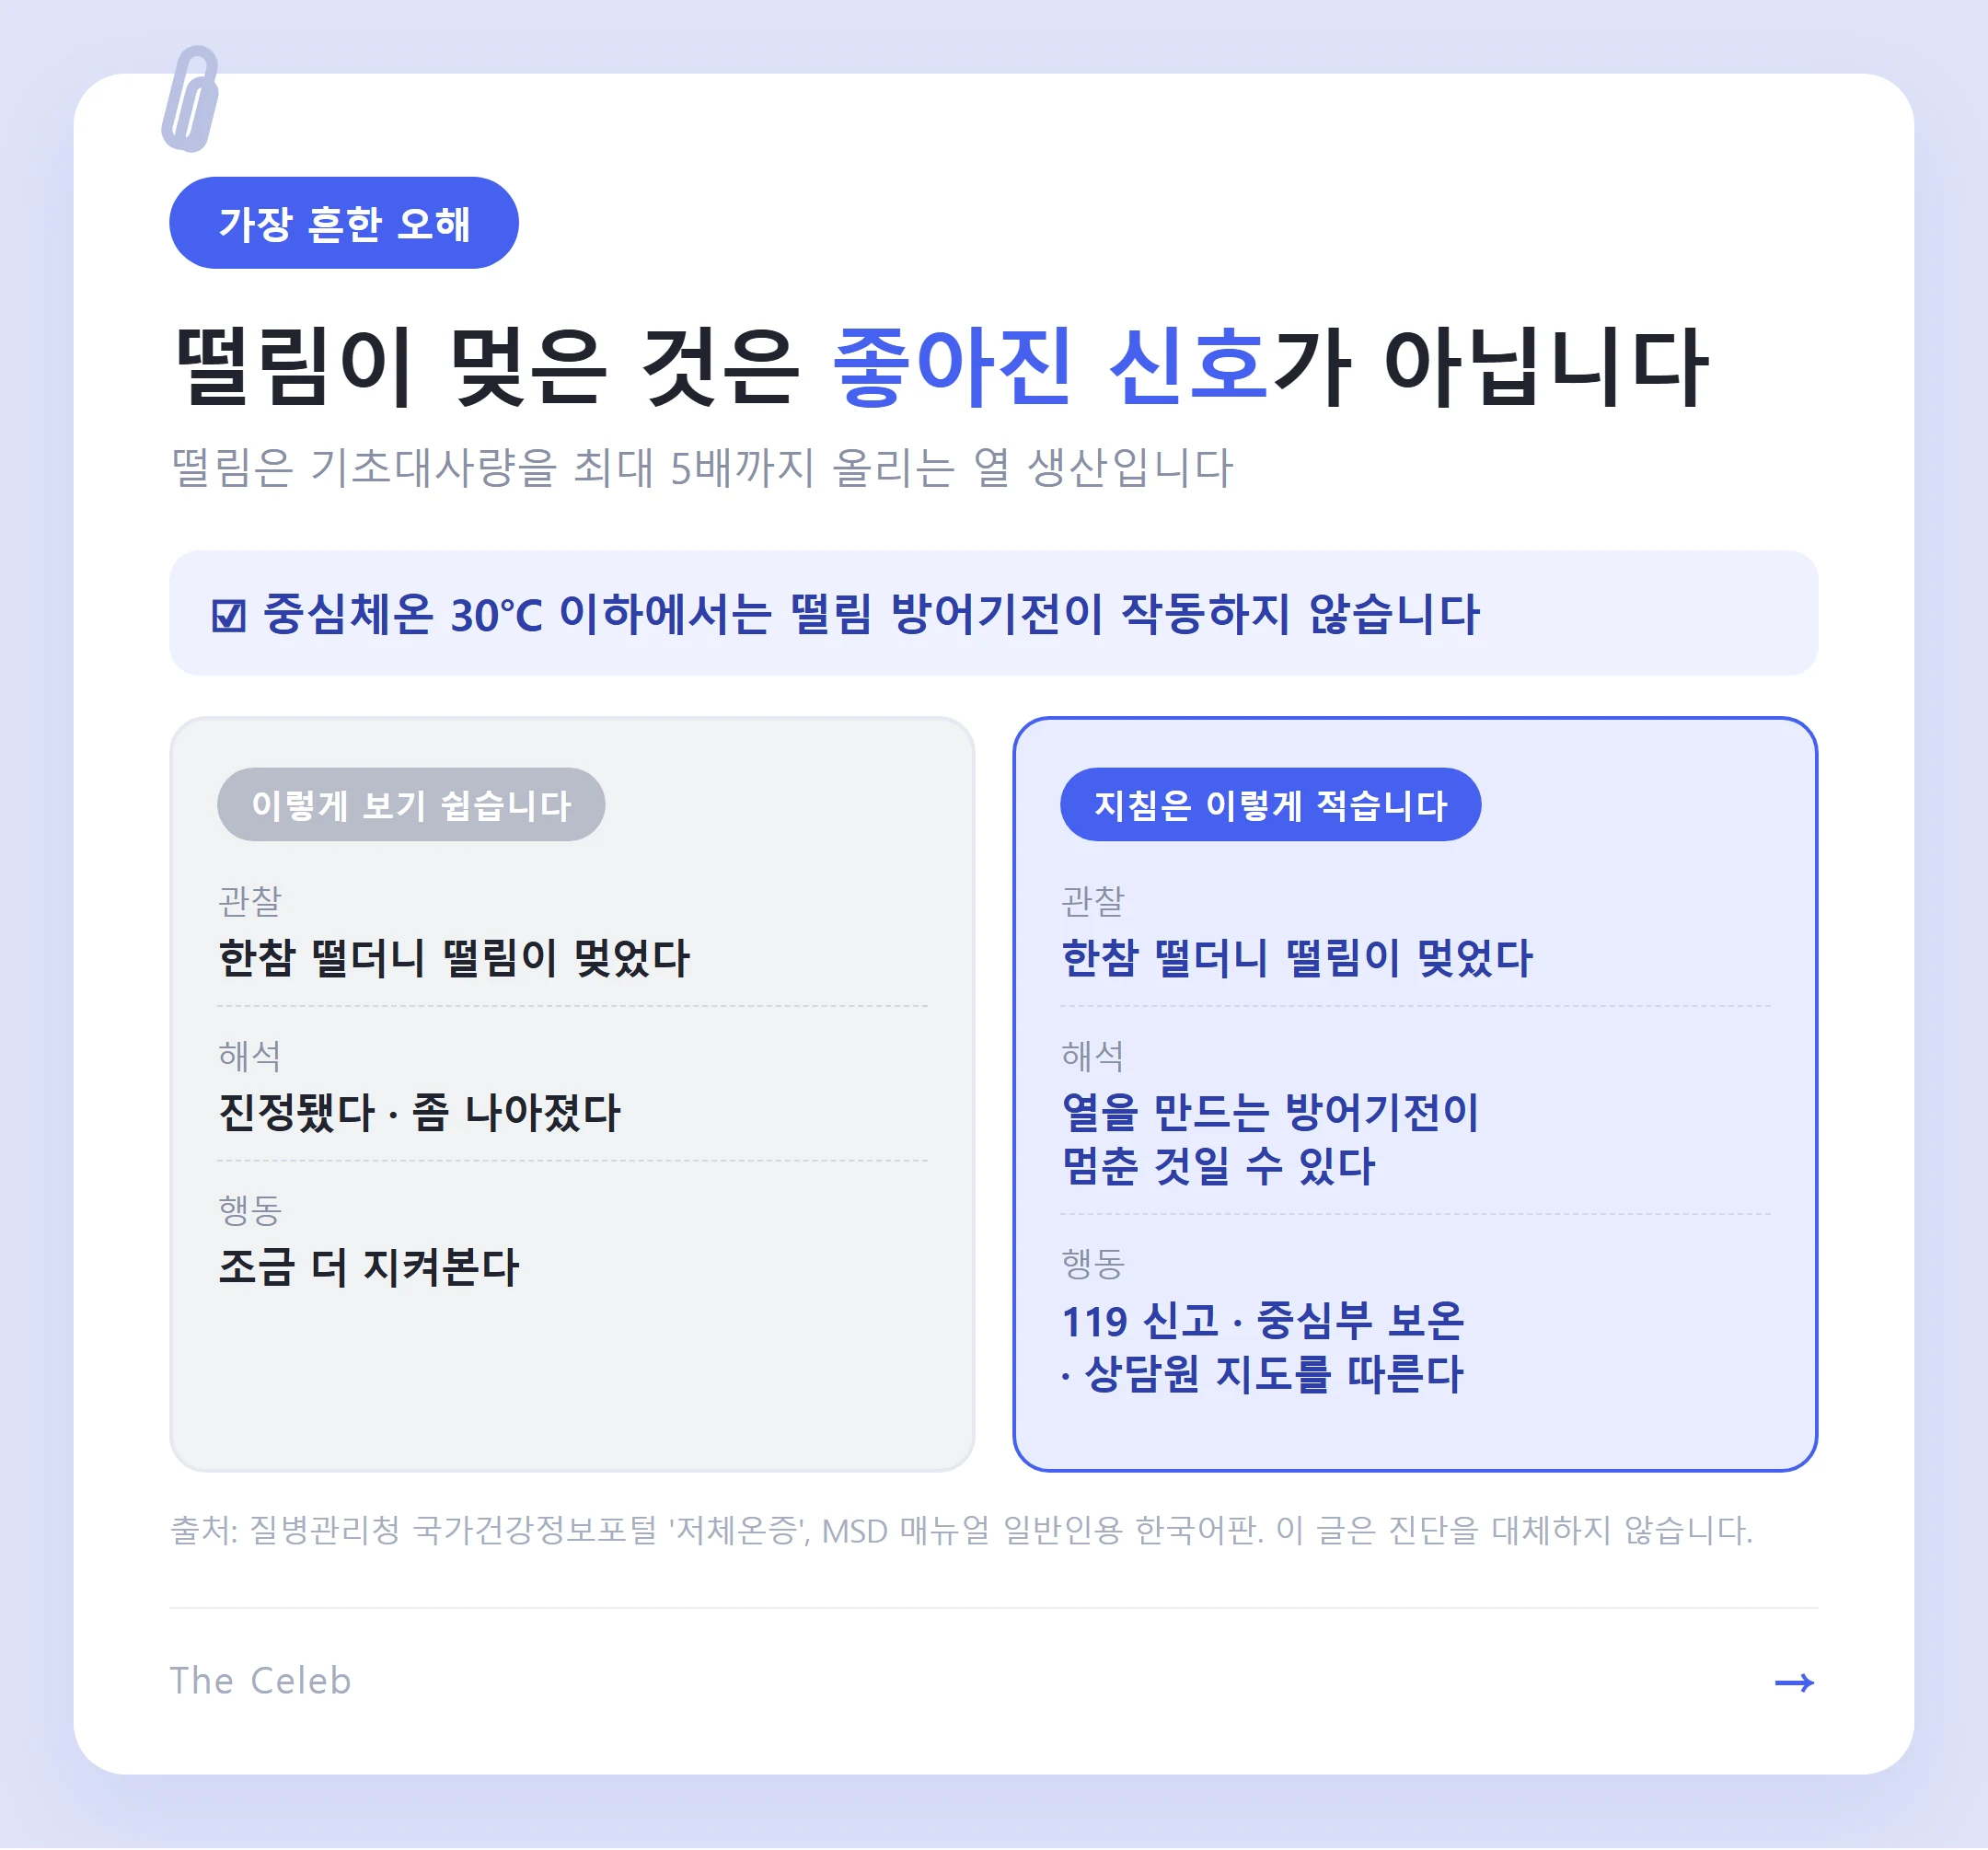 가장 흔한 오해
떨림이 멎은 것은 좋아진 신호가 아닙니다
떨림은 기초대사량을 최대 5배까지 올리는 열 생산입니다
☑ 중심체온 30℃ 이하에서는 떨림 방어기전이 작동하지 않습니다
이렇게 보기 쉽습니다
관찰
한참 떨더니 떨림이 멎었다
해석
진정됐다 · 좀 나아졌다
행동
조금 더 지켜본다
지침은 이렇게 적습니다
관찰
한참 떨더니 떨림이 멎었다
해석
열을 만드는 방어기전이
멈춘 것일 수 있다
행동
119 신고 · 중심부 보온
· 상담원 지도를 따른다
출처: 질병관리청 국가건강정보포털 '저체온증', MSD 매뉴얼 일반인용 한국어판. 이 글은 진단을 대체하지 않습니다.
The Celeb →